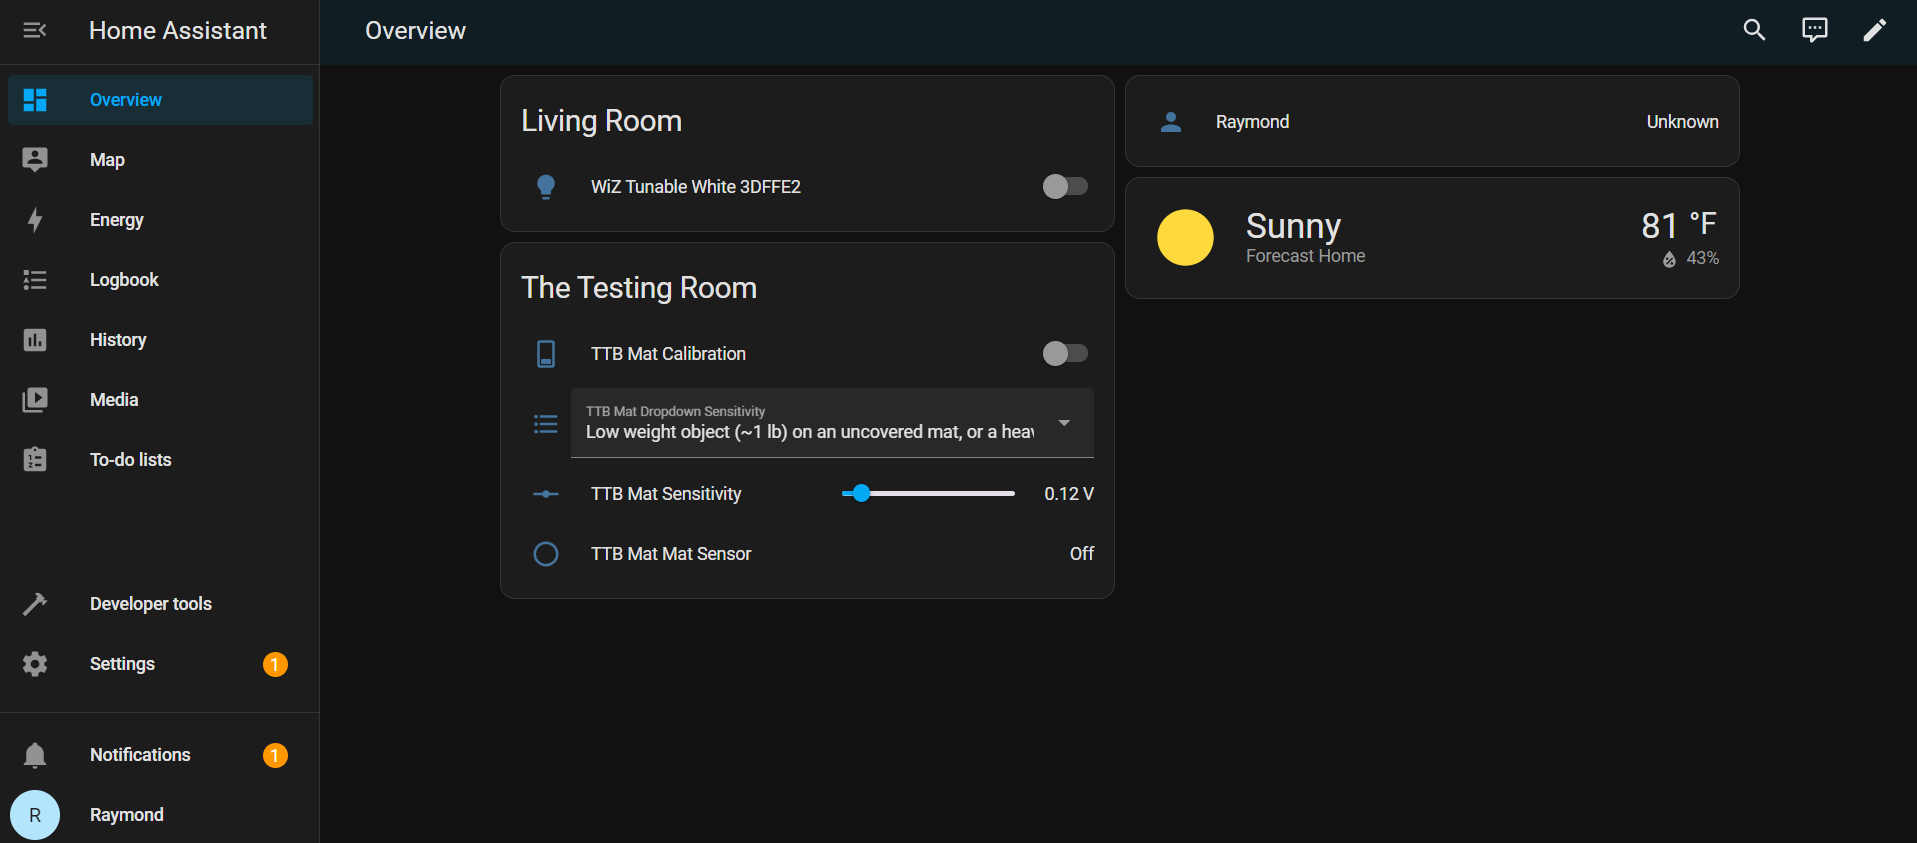 Home Assistant
Overview
Overview
Map
Energy
Logbook
History
Media
To-do lists
Developer tools
Settings 1
Notifications 1
R Raymond
Living Room
WiZ Tunable White 3DFFE2
The Testing Room
TTB Mat Calibration
TTB Mat Dropdown Sensitivity
Low weight object (~1 lb) on an uncovered mat, or a
TTB Mat Sensitivity 0.12 V
TTB Mat Mat Sensor Off
Raymond Unknown
Sunny 81 °F
Forecast Home 43%